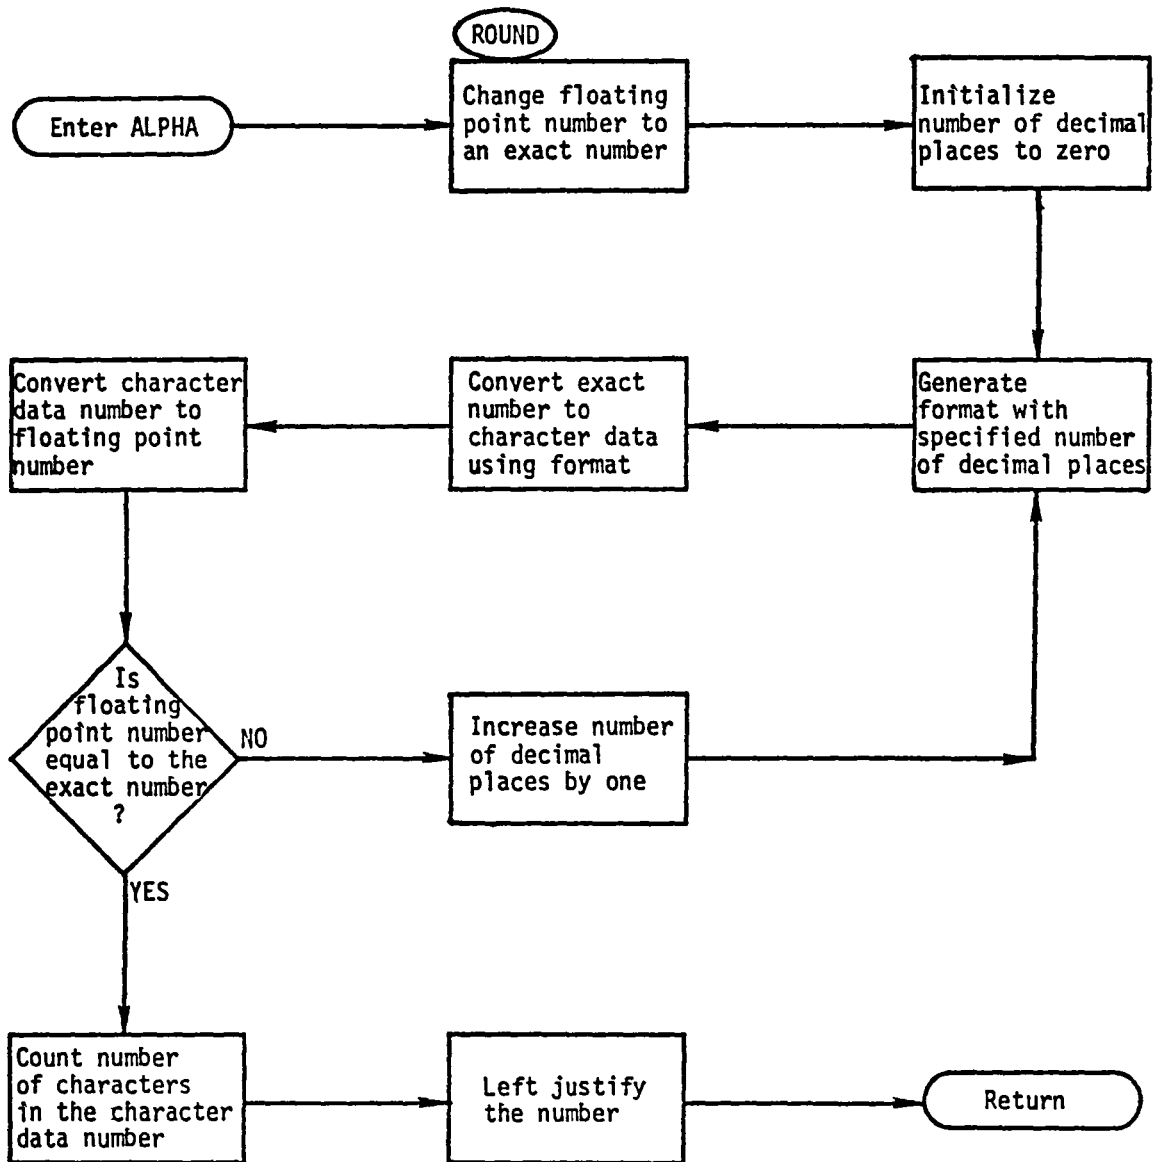 ROUND
Enter ALPHA
Change floating
point number to
an exact number
Initialize
number of decimal
places to zero
Generate
format with
specified number
of decimal places
Convert exact
number to
character data
using format
Convert character
data number to
floating point
number
Is
floating
point number
equal to the
exact number
?
NO
Increase number
of decimal
places by one
YES
Count number
of characters
in the character
data number
Left justify
the number
Return